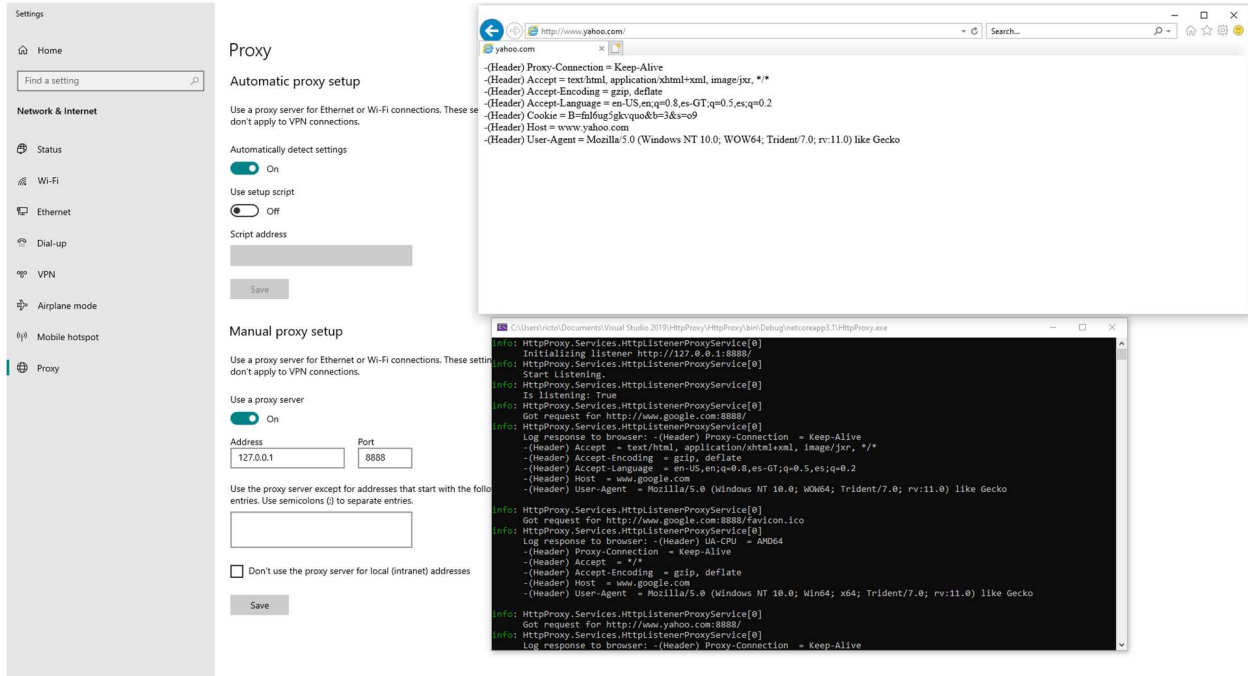 Settings
Home
Find a setting
Network & Internet
Status
Wi-Fi
Ethernet
Dial-up
VPN
Airplane mode
Mobile hotspot
Proxy
Proxy
Automatic proxy setup
Use a proxy server for Ethernet or Wi-Fi connections. These se
don't apply to VPN connections.
Automatically detect settings
On
Use setup script
Off
Script address
Save
Manual proxy setup
Use a proxy server for Ethernet or Wi-Fi connections. These settin
don't apply to VPN connections.
Use a proxy server
On
Address Port
127.0.0.1 8888
Use the proxy server except for addresses that start with the follo
entries. Use semicolons (;) to separate entries.
Don't use the proxy server for local (intranet) addresses
Save
http://www.yahoo.com/
Search...
yahoo.com
-(Header) Proxy-Connection = Keep-Alive
-(Header) Accept = text/html, application/xhtml+xml, image/jxr, */*
-(Header) Accept-Encoding = gzip, deflate
-(Header) Accept-Language = en-US,en;q=0.8,es-GT;q=0.5,es;q=0.2
-(Header) Cookie = B=fnl6ug5gkvquo&b=3&s=o9
-(Header) Host = www.yahoo.com
-(Header) User-Agent = Mozilla/5.0 (Windows NT 10.0; WOW64; Trident/7.0; rv:11.0) like Gecko
C:\Users\ricto\Documents\Visual Studio 2019\HttpProxy\HttpProxy\bin\Debug\netcoreapp3.1\HttpProxy.exe
info: HttpProxy.Services.HttpListenerProxyService[0]
Initializing listener http://127.0.0.1:8888/
info: HttpProxy.Services.HttpListenerProxyService[0]
Start Listening.
info: HttpProxy.Services.HttpListenerProxyService[0]
Is listening: True
info: HttpProxy.Services.HttpListenerProxyService[0]
Got request for http://www.google.com:8888/
info: HttpProxy.Services.HttpListenerProxyService[0]
Log response to browser: -(Header) Proxy-Connection = Keep-Alive
-(Header) Accept = text/html, application/xhtml+xml, image/jxr, */*
-(Header) Accept-Encoding = gzip, deflate
-(Header) Accept-Language = en-US,en;q=0.8,es-GT;q=0.5,es;q=0.2
-(Header) Host = www.google.com
-(Header) User-Agent = Mozilla/5.0 (Windows NT 10.0; WOW64; Trident/7.0; rv:11.0) like Gecko
info: HttpProxy.Services.HttpListenerProxyService[0]
Got request for http://www.google.com:8888/favicon.ico
info: HttpProxy.Services.HttpListenerProxyService[0]
Log response to browser: -(Header) UA-CPU = AMD64
-(Header) Proxy-Connection = Keep-Alive
-(Header) Accept = */*
-(Header) Accept-Encoding = gzip, deflate
-(Header) Host = www.google.com
-(Header) User-Agent = Mozilla/5.0 (Windows NT 10.0; Win64; x64; Trident/7.0; rv:11.0) like Gecko
info: HttpProxy.Services.HttpListenerProxyService[0]
Got request for http://www.yahoo.com:8888/
info: HttpProxy.Services.HttpListenerProxyService[0]
Log response to browser: -(Header) Proxy-Connection = Keep-Alive